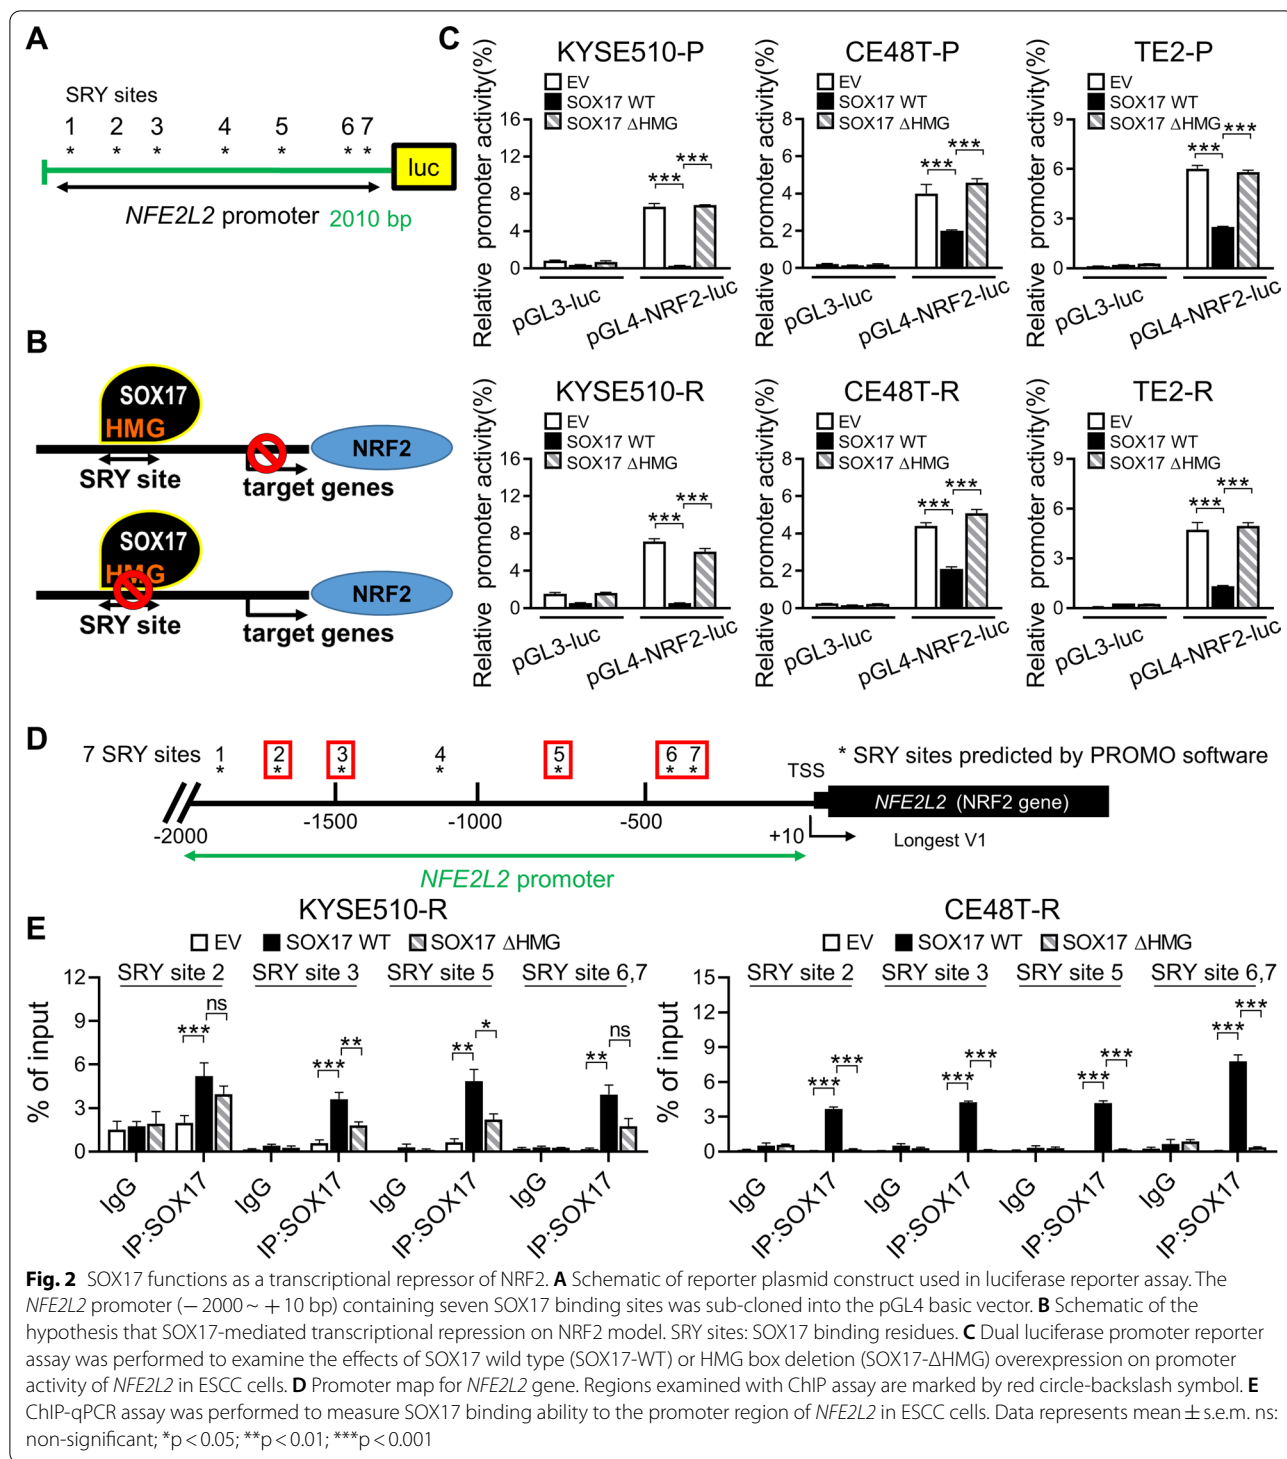 A
SRY sites
1 2 3 4 5 6 7
* * * * * * *
luc
NFE2L2 promoter 2010 bp
B
SOX17
HMG
NRF2
SRY site
target genes
SOX17
HMG
NRF2
SRY site
target genes
C
KYSE510-P
EV
SOX17 WT
SOX17 ΔHMG
Relative promoter activity(%)
16
12
8
4
0
*** ***
pGL3-luc
pGL4-NRF2-luc
CE48T-P
EV
SOX17 WT
SOX17 ΔHMG
Relative promoter activity(%)
8
6
4
2
0
*** ***
pGL3-luc
pGL4-NRF2-luc
TE2-P
EV
SOX17 WT
SOX17 ΔHMG
Relative promoter activity(%)
9
6
3
0
*** ***
pGL3-luc
pGL4-NRF2-luc
KYSE510-R
EV
SOX17 WT
SOX17 ΔHMG
Relative promoter activity(%)
16
12
8
4
0
*** ***
pGL3-luc
pGL4-NRF2-luc
CE48T-R
EV
SOX17 WT
SOX17 ΔHMG
Relative promoter activity(%)
8
6
4
2
0
*** ***
pGL3-luc
pGL4-NRF2-luc
TE2-R
EV
SOX17 WT
SOX17 ΔHMG
Relative promoter activity(%)
9
6
3
0
*** ***
pGL3-luc
pGL4-NRF2-luc
D
7 SRY sites 1 2 3 4 5 6 7
* * * * * * *
* SRY sites predicted by PROMO software
TSS
NFE2L2 (NRF2 gene)
-2000 -1500 -1000 -500 +10
Longest V1
NFE2L2 promoter
E
KYSE510-R
EV SOX17 WT SOX17 ΔHMG
SRY site 2 SRY site 3 SRY site 5 SRY site 6,7
% of input
12
9
6
3
0
*** ns *** ** ** * ** ns
IgG IP:SOX17 IgG IP:SOX17 IgG IP:SOX17 IgG IP:SOX17
CE48T-R
EV SOX17 WT SOX17 ΔHMG
SRY site 2 SRY site 3 SRY site 5 SRY site 6,7
% of input
15
12
9
6
3
0
*** *** *** *** *** *** *** ***
IgG IP:SOX17 IgG IP:SOX17 IgG IP:SOX17 IgG IP:SOX17
Fig. 2 SOX17 functions as a transcriptional repressor of NRF2. A Schematic of reporter plasmid construct used in luciferase reporter assay. The
NFE2L2 promoter (− 2000 ~ + 10 bp) containing seven SOX17 binding sites was sub-cloned into the pGL4 basic vector. B Schematic of the
hypothesis that SOX17-mediated transcriptional repression on NRF2 model. SRY sites: SOX17 binding residues. C Dual luciferase promoter reporter
assay was performed to examine the effects of SOX17 wild type (SOX17-WT) or HMG box deletion (SOX17-ΔHMG) overexpression on promoter
activity of NFE2L2 in ESCC cells. D Promoter map for NFE2L2 gene. Regions examined with ChIP assay are marked by red circle-backslash symbol. E
ChIP-qPCR assay was performed to measure SOX17 binding ability to the promoter region of NFE2L2 in ESCC cells. Data represents mean ± s.e.m. ns:
non-significant; *p < 0.05; **p < 0.01; ***p < 0.001